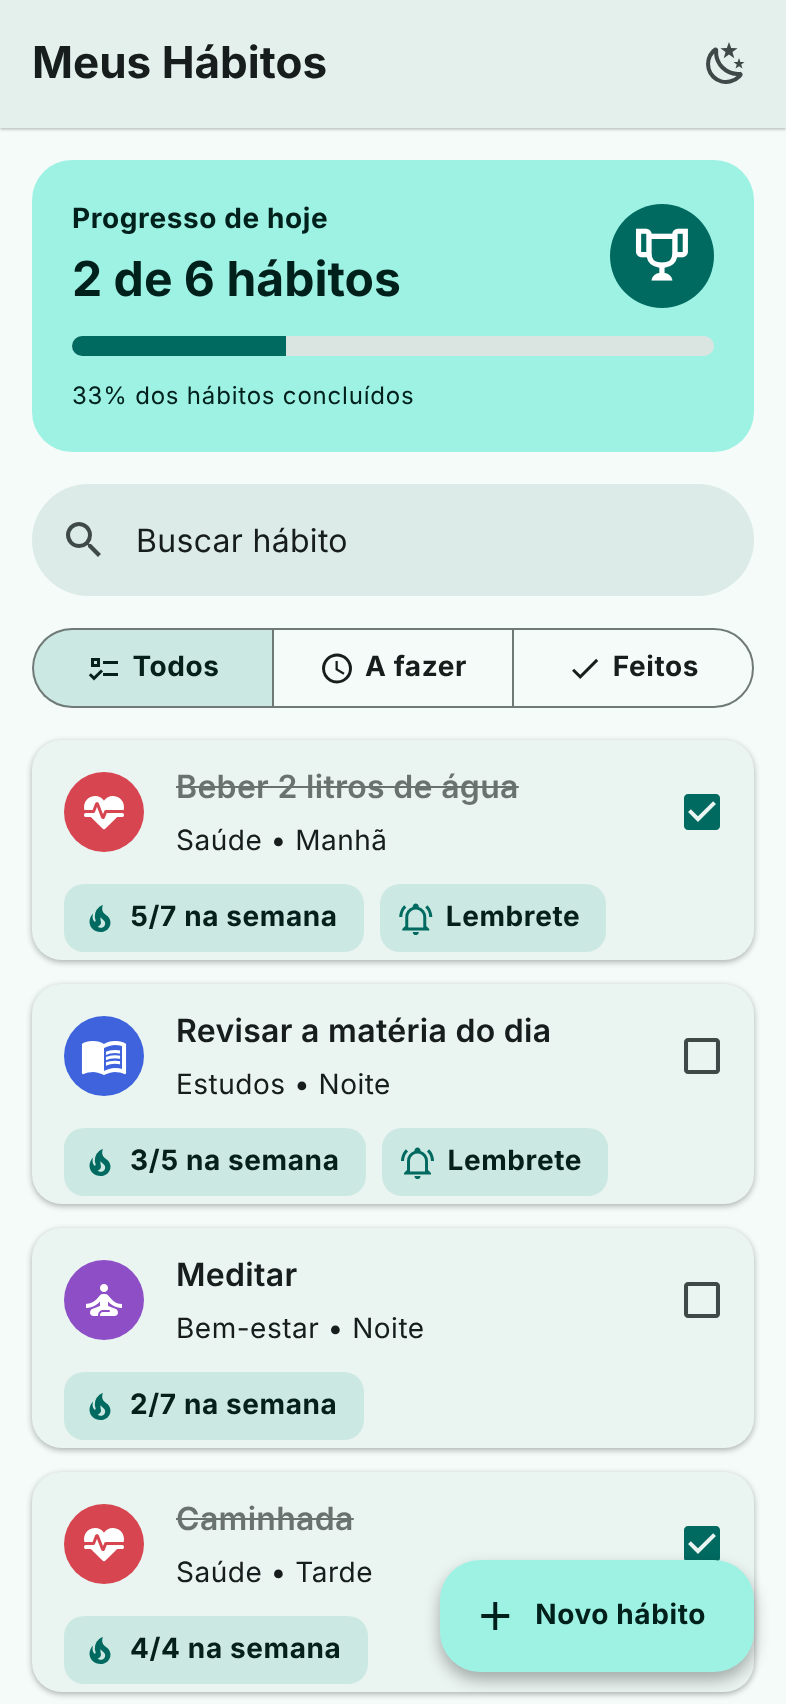 Meus Hábitos
Progresso de hoje
2 de 6 hábitos
33% dos hábitos concluídos
Buscar hábito
Todos
A fazer
Feitos
Beber 2 litros de água
Saúde • Manhã
5/7 na semana
Lembrete
Revisar a matéria do dia
Estudos • Noite
3/5 na semana
Lembrete
Meditar
Bem-estar • Noite
2/7 na semana
Caminhada
Saúde • Tarde
4/4 na semana
Novo hábito